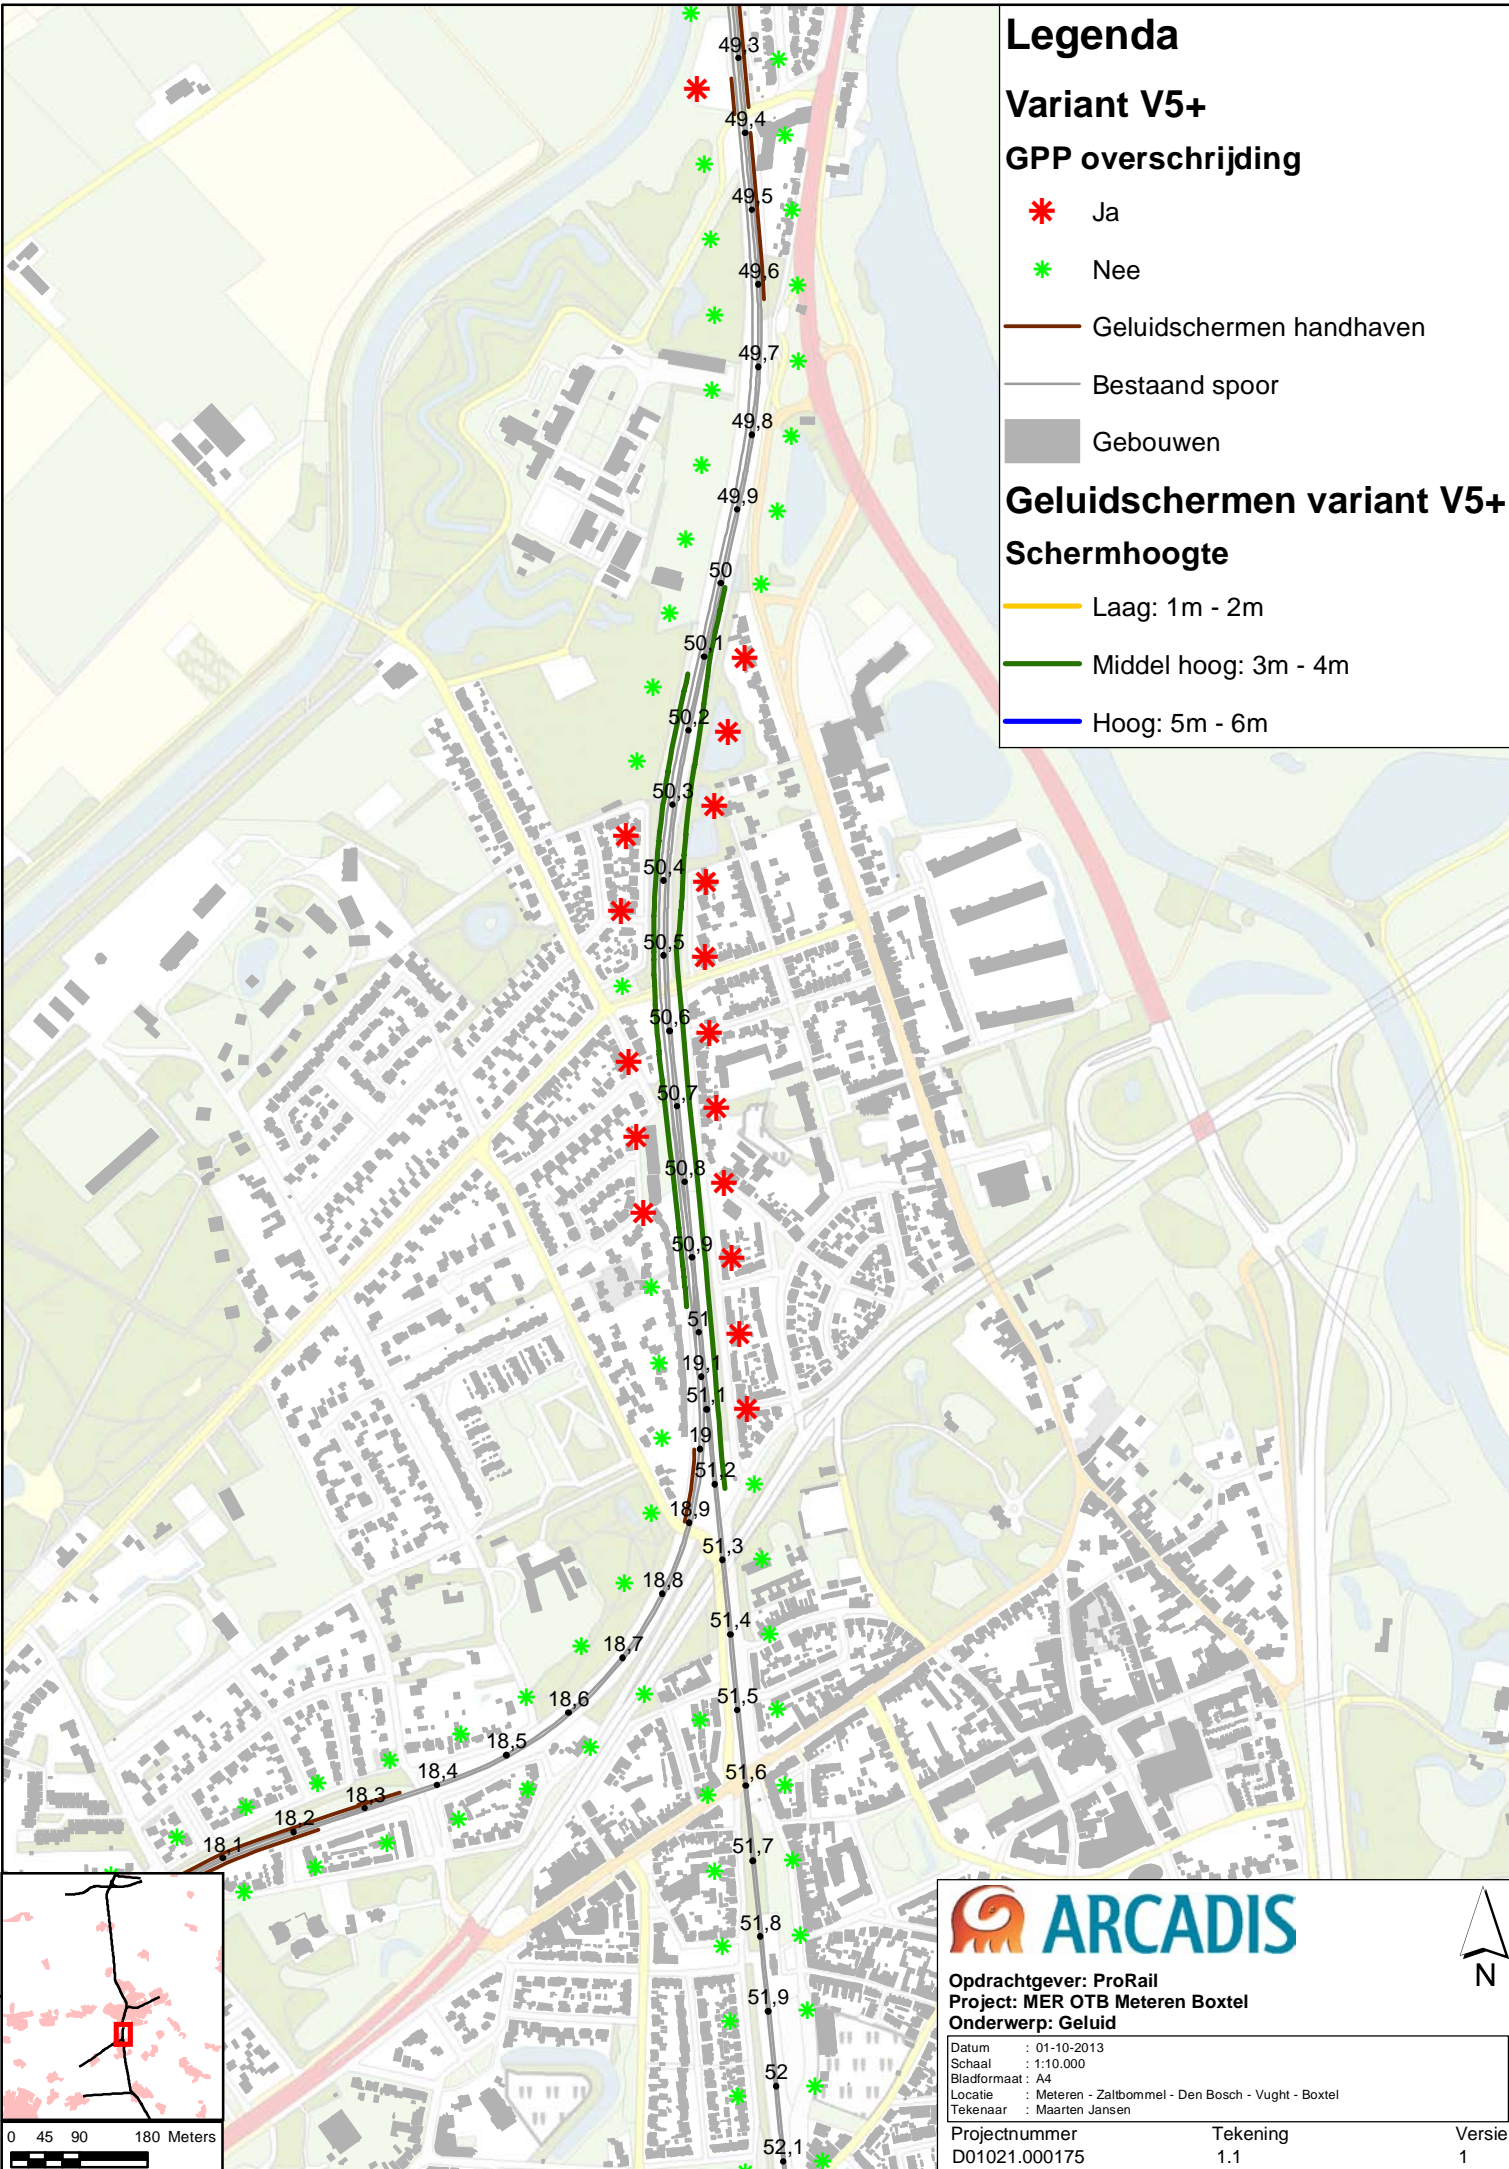 Legenda
Variant V5+
GPP overschrijding
Ja
Nee
Geluidschermen handhaven
Bestaand spoor
Gebouwen
Geluidschermen variant V5+
Schermhoogte
Laag: 1m - 2m
Middel hoog: 3m - 4m
Hoog: 5m - 6m
49,3
49,4
49,5
49,6
49,7
49,8
49,9
50
50,1
50,2
50,3
50,4
50,5
50,6
50,7
50,8
50,9
51
19,1
51,1
19
51,2
18,9
51,3
18,8
51,4
18,7
51,5
18,6
18,5
51,6
18,4
18,3
18,2
18,1
51,7
51,8
51,9
52
52,1
0 45 90 180 Meters
ARCADIS
N
Opdrachtgever: ProRail
Project: MER OTB Meteren Boxtel
Onderwerp: Geluid
Datum : 01-10-2013
Schaal : 1:10.000
Bladformaat : A4
Locatie : Meteren - Zaltbommel - Den Bosch - Vught - Boxtel
Tekenaar : Maarten Jansen
Projectnummer Tekening Versie
D01021.000175 1.1 1